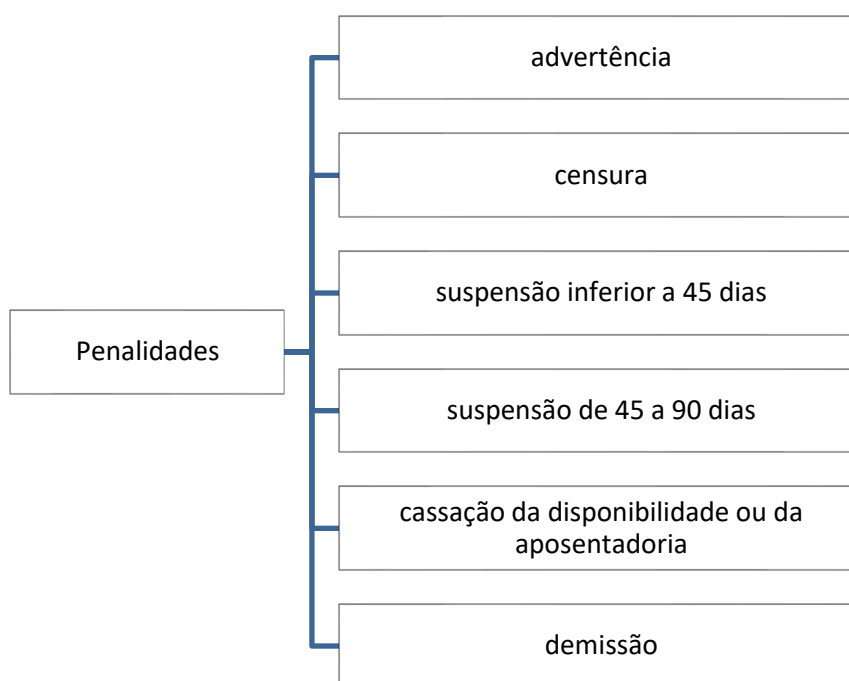 Penalidades
advertência
censura
suspensão inferior a 45 dias
suspensão de 45 a 90 dias
cassação da disponibilidade ou da
aposentadoria
demissão